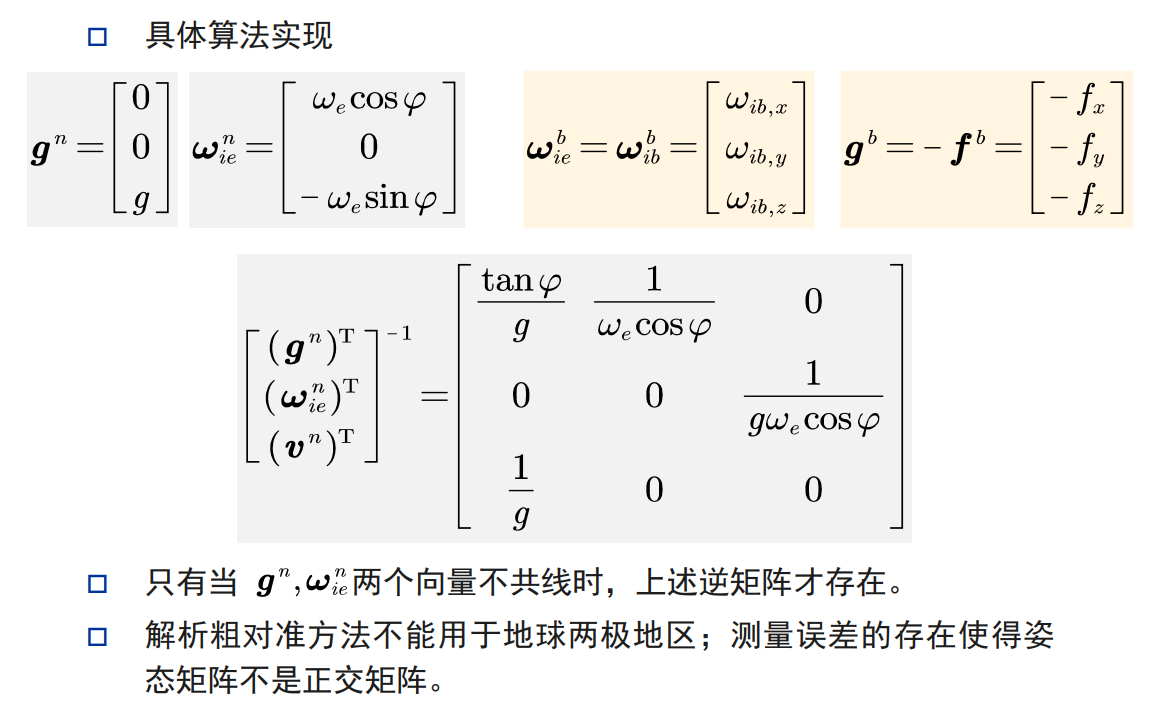 具体算法实现
$\boldsymbol{g}^n = \begin{bmatrix} 0 \\ 0 \\ g \end{bmatrix}$ $\boldsymbol{\omega}_{ie}^n = \begin{bmatrix} \omega_e \cos\varphi \\ 0 \\ -\omega_e \sin\varphi \end{bmatrix}$ $\boldsymbol{\omega}_{ie}^b = \boldsymbol{\omega}_{ib}^b = \begin{bmatrix} \omega_{ib,x} \\ \omega_{ib,y} \\ \omega_{ib,z} \end{bmatrix}$ $\boldsymbol{g}^b = -\boldsymbol{f}^b = \begin{bmatrix} -f_x \\ -f_y \\ -f_z \end{bmatrix}$
$\begin{bmatrix} (\boldsymbol{g}^n)^{\mathrm{T}} \\ (\boldsymbol{\omega}_{ie}^n)^{\mathrm{T}} \\ (\boldsymbol{v}^n)^{\mathrm{T}} \end{bmatrix}^{-1} = \begin{bmatrix} \dfrac{\tan\varphi}{g} & \dfrac{1}{\omega_e \cos\varphi} & 0 \\ 0 & 0 & \dfrac{1}{g\omega_e \cos\varphi} \\ \dfrac{1}{g} & 0 & 0 \end{bmatrix}$
只有当 $\boldsymbol{g}^n, \boldsymbol{\omega}_{ie}^n$ 两个向量不共线时，上述逆矩阵才存在。
解析粗对准方法不能用于地球两极地区；测量误差的存在使得姿
态矩阵不是正交矩阵。